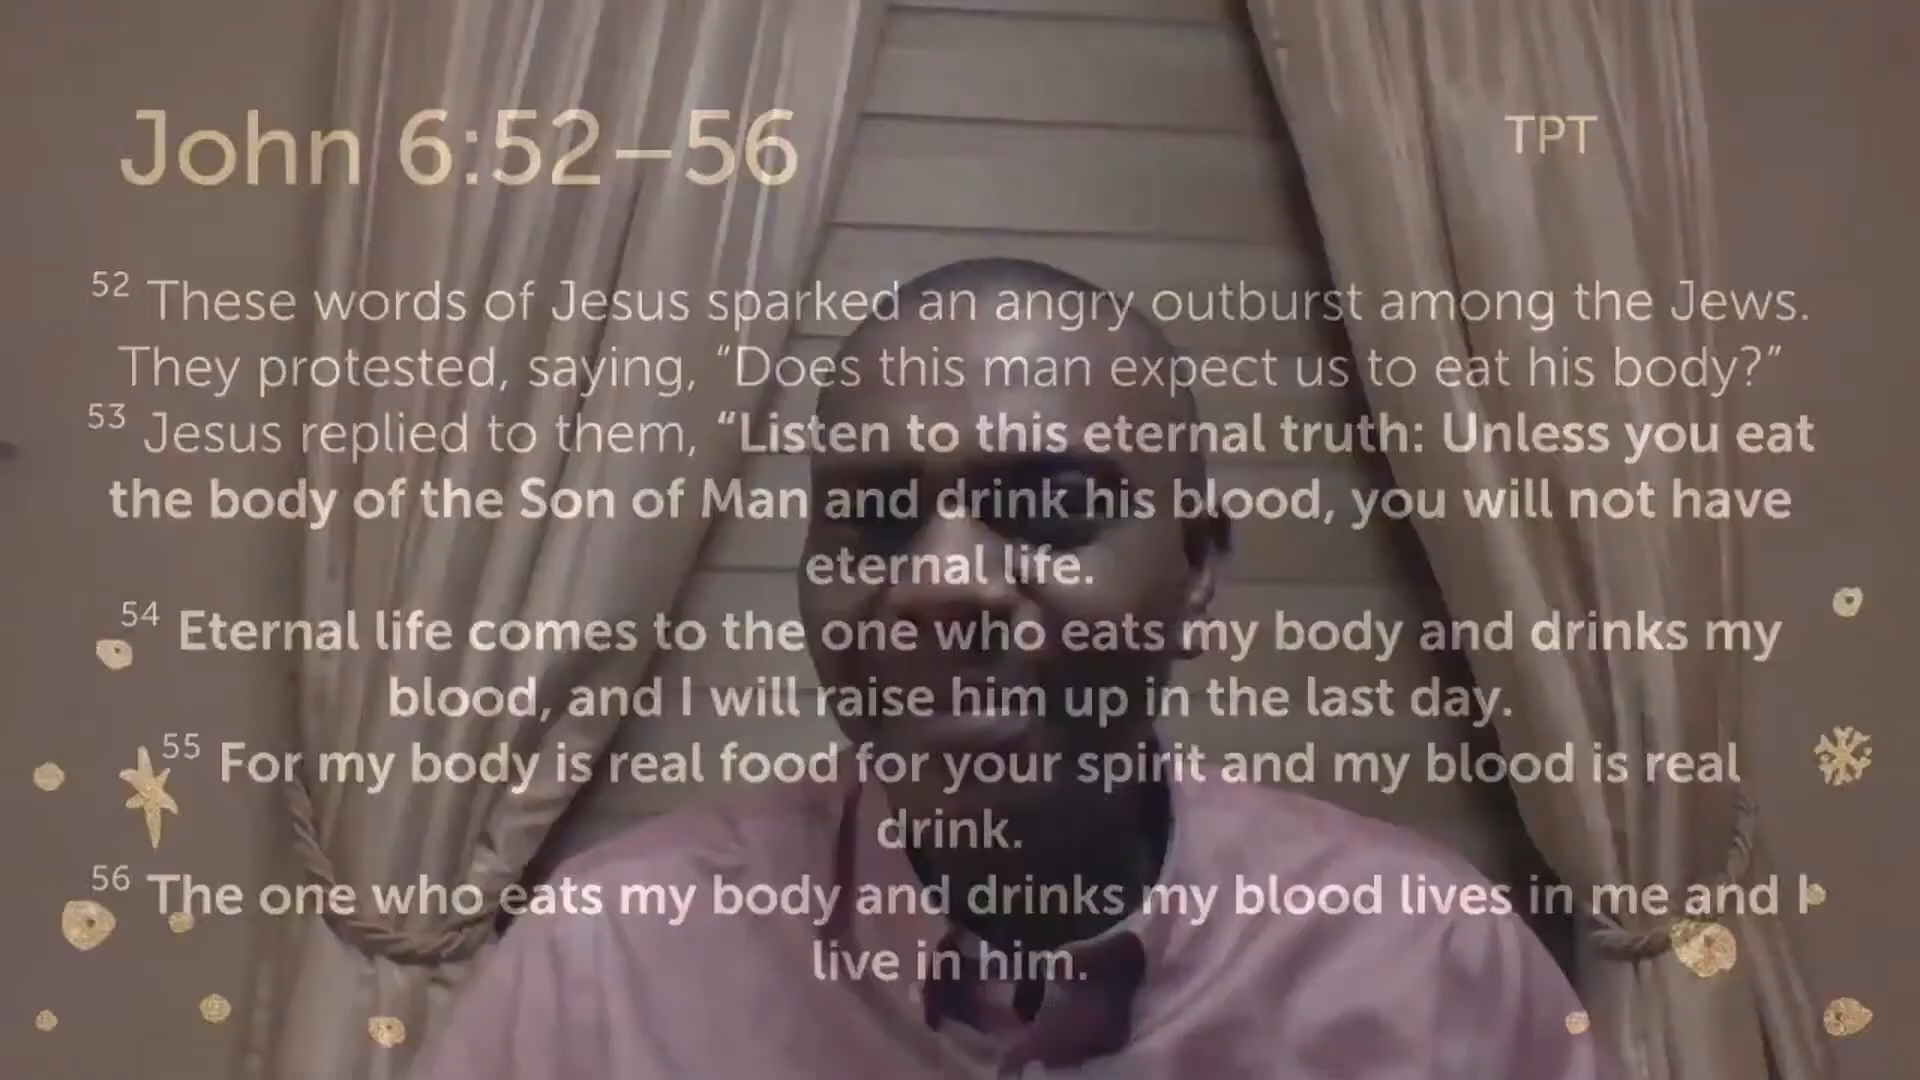 John 6:52–56
TPT
52 These words of Jesus sparked an angry outburst among the Jews.
They protested, saying, “Does this man expect us to eat his body?”
53 Jesus replied to them, “Listen to this eternal truth: Unless you eat
the body of the Son of Man and drink his blood, you will not have
eternal life.
54 Eternal life comes to the one who eats my body and drinks my
blood, and I will raise him up in the last day.
55 For my body is real food for your spirit and my blood is real
drink.
56 The one who eats my body and drinks my blood lives in me and I
live in him.